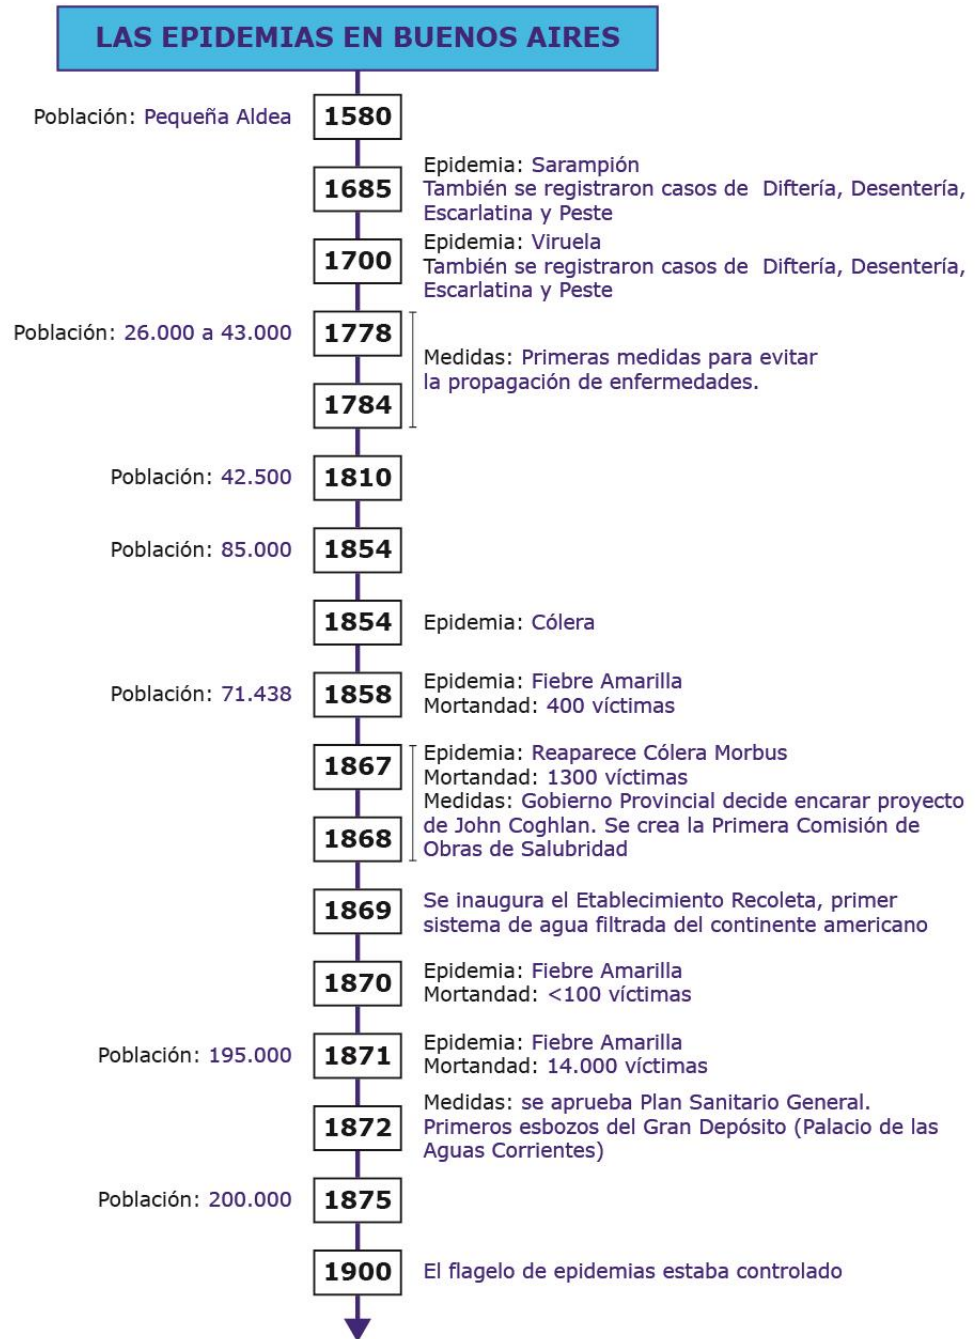 LAS EPIDEMIAS EN BUENOS AIRES
Población: Pequeña Aldea
1580
1685
Epidemia: Sarampión
También se registraron casos de Diftería, Desentería,
Escarlatina y Peste
1700
Epidemia: Viruela
También se registraron casos de Diftería, Desentería,
Escarlatina y Peste
Población: 26.000 a 43.000
1778
1784
Medidas: Primeras medidas para evitar
la propagación de enfermedades.
Población: 42.500
1810
Población: 85.000
1854
1854
Epidemia: Cólera
Población: 71.438
1858
Epidemia: Fiebre Amarilla
Mortandad: 400 víctimas
1867
1868
Epidemia: Reaparece Cólera Morbus
Mortandad: 1300 víctimas
Medidas: Gobierno Provincial decide encarar proyecto
de John Coghlan. Se crea la Primera Comisión de
Obras de Salubridad
1869
Se inaugura el Etablecimiento Recoleta, primer
sistema de agua filtrada del continente americano
1870
Epidemia: Fiebre Amarilla
Mortandad: <100 víctimas
Población: 195.000
1871
Epidemia: Fiebre Amarilla
Mortandad: 14.000 víctimas
1872
Medidas: se aprueba Plan Sanitario General.
Primeros esbozos del Gran Depósito (Palacio de las
Aguas Corrientes)
Población: 200.000
1875
1900
El flagelo de epidemias estaba controlado